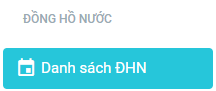 ĐỒNG HỒ NƯỚC
Danh sách ĐHN